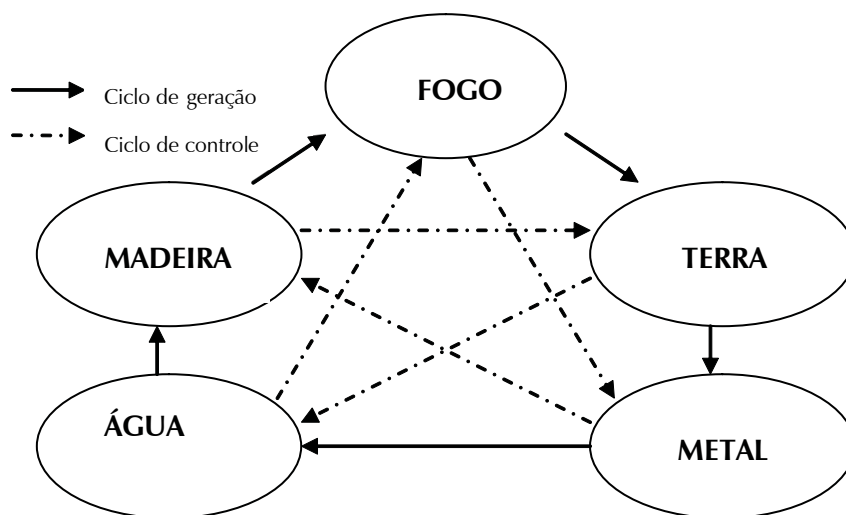 FOGO
Ciclo de geração
Ciclo de controle
MADEIRA
TERRA
ÁGUA
METAL